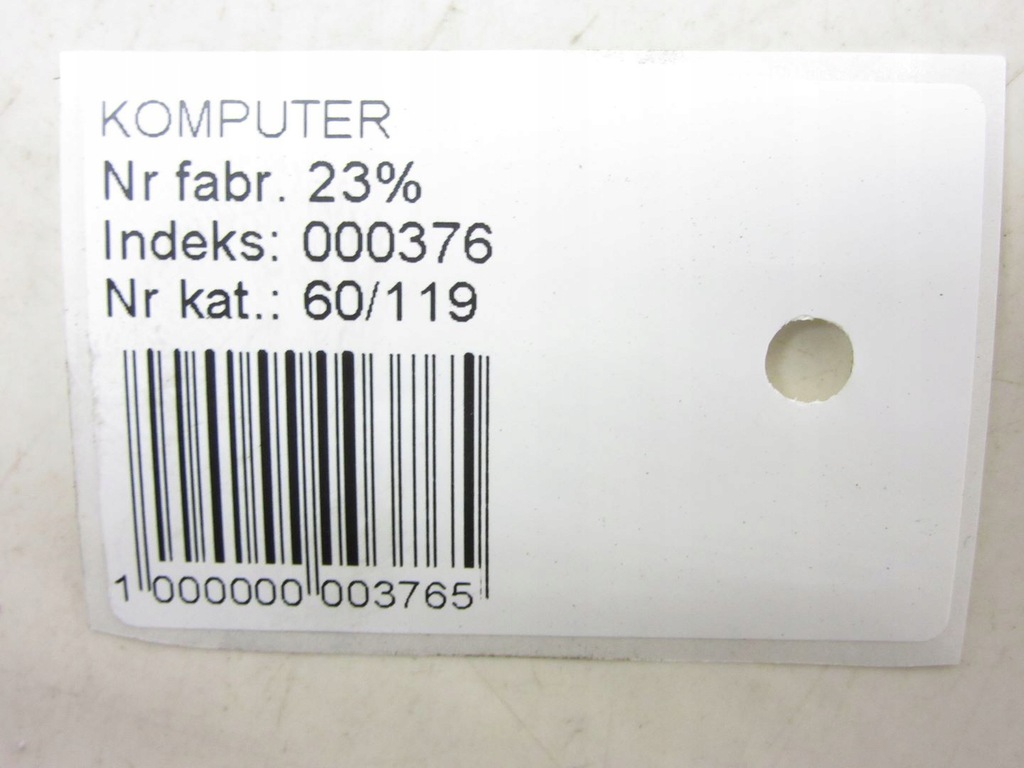 KOMPUTER
Nr fabr. 23%
Indeks: 000376
Nr kat.: 60/119
1 000000 003765